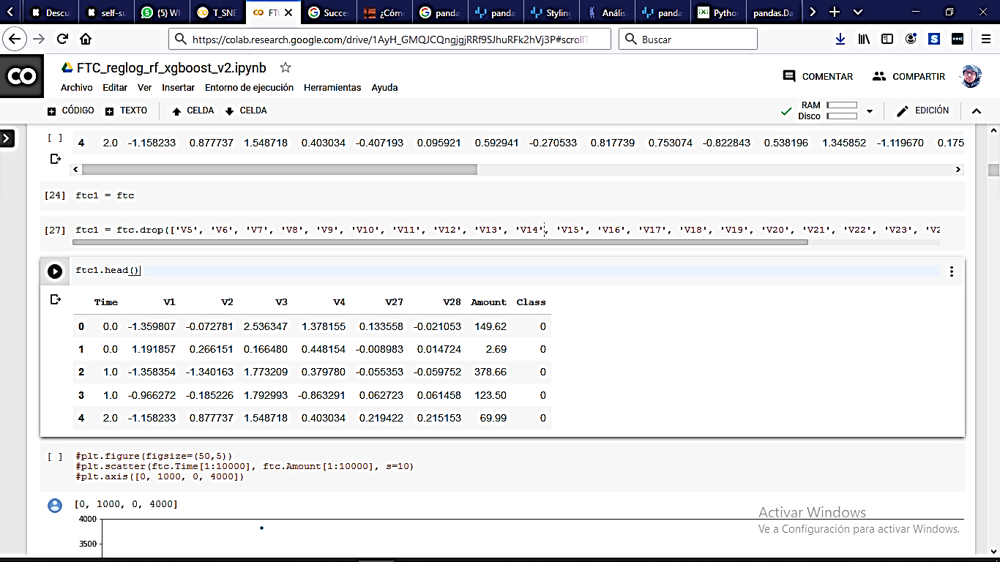 Descul
self-su
(5) Wh
T_SNE
FTC
Succes
¿Cómo
panda
panda
Styling
Anális
panda
Python
pandas.Da
https://colab.research.google.com/drive/1AyH_GMQJCQngjgjRRf9SJhuRFk2hVj3P#scrollT
Buscar
FTC_reglog_rf_xgboost_v2.ipynb
COMENTAR
COMPARTIR
Archivo Editar Ver Insertar Entorno de ejecución Herramientas Ayuda
CÓDIGO TEXTO CELDA CELDA
RAM
Disco
EDICIÓN
[ ] 4 2.0 -1.158233 0.877737 1.548718 0.403034 -0.407193 0.095921 0.592941 -0.270533 0.817739 0.753074 -0.822843 0.538196 1.345852 -1.119670 0.175
[24] ftc1 = ftc
[27] ftc1 = ftc.drop(['V5', 'V6', 'V7', 'V8', 'V9', 'V10', 'V11', 'V12', 'V13', 'V14', 'V15', 'V16', 'V17', 'V18', 'V19', 'V20', 'V21', 'V22', 'V23', 'V2
ftc1.head()
Time V1 V2 V3 V4 V27 V28 Amount Class
0 0.0 -1.359807 -0.072781 2.536347 1.378155 0.133558 -0.021053 149.62 0
1 0.0 1.191857 0.266151 0.166480 0.448154 -0.008983 0.014724 2.69 0
2 1.0 -1.358354 -1.340163 1.773209 0.379780 -0.055353 -0.059752 378.66 0
3 1.0 -0.966272 -0.185226 1.792993 -0.863291 0.062723 0.061458 123.50 0
4 2.0 -1.158233 0.877737 1.548718 0.403034 0.219422 0.215153 69.99 0
[ ] #plt.figure(figsize=(50,5))
#plt.scatter(ftc.Time[1:10000], ftc.Amount[1:10000], s=10)
#plt.axis([0, 1000, 0, 4000])
[0, 1000, 0, 4000]
4000
3500
Activar Windows
Ve a Configuración para activar Windows.